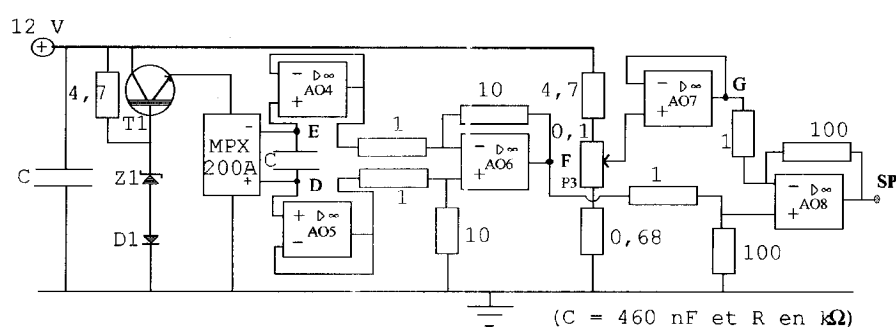 12 V
4,7
T1
C
Z1
D1
MPX
200A
-
+
E
C
D
- ▷∞
+ AO4
+ ▷∞
- AO5
1
1
10
10
- ▷∞
+ AO6
4,7
0,1
F
P3
0,68
- ▷∞
+ AO7
G
1
1
100
100
- ▷∞
+ AO8
SP
(C = 460 nF et R en kΩ)